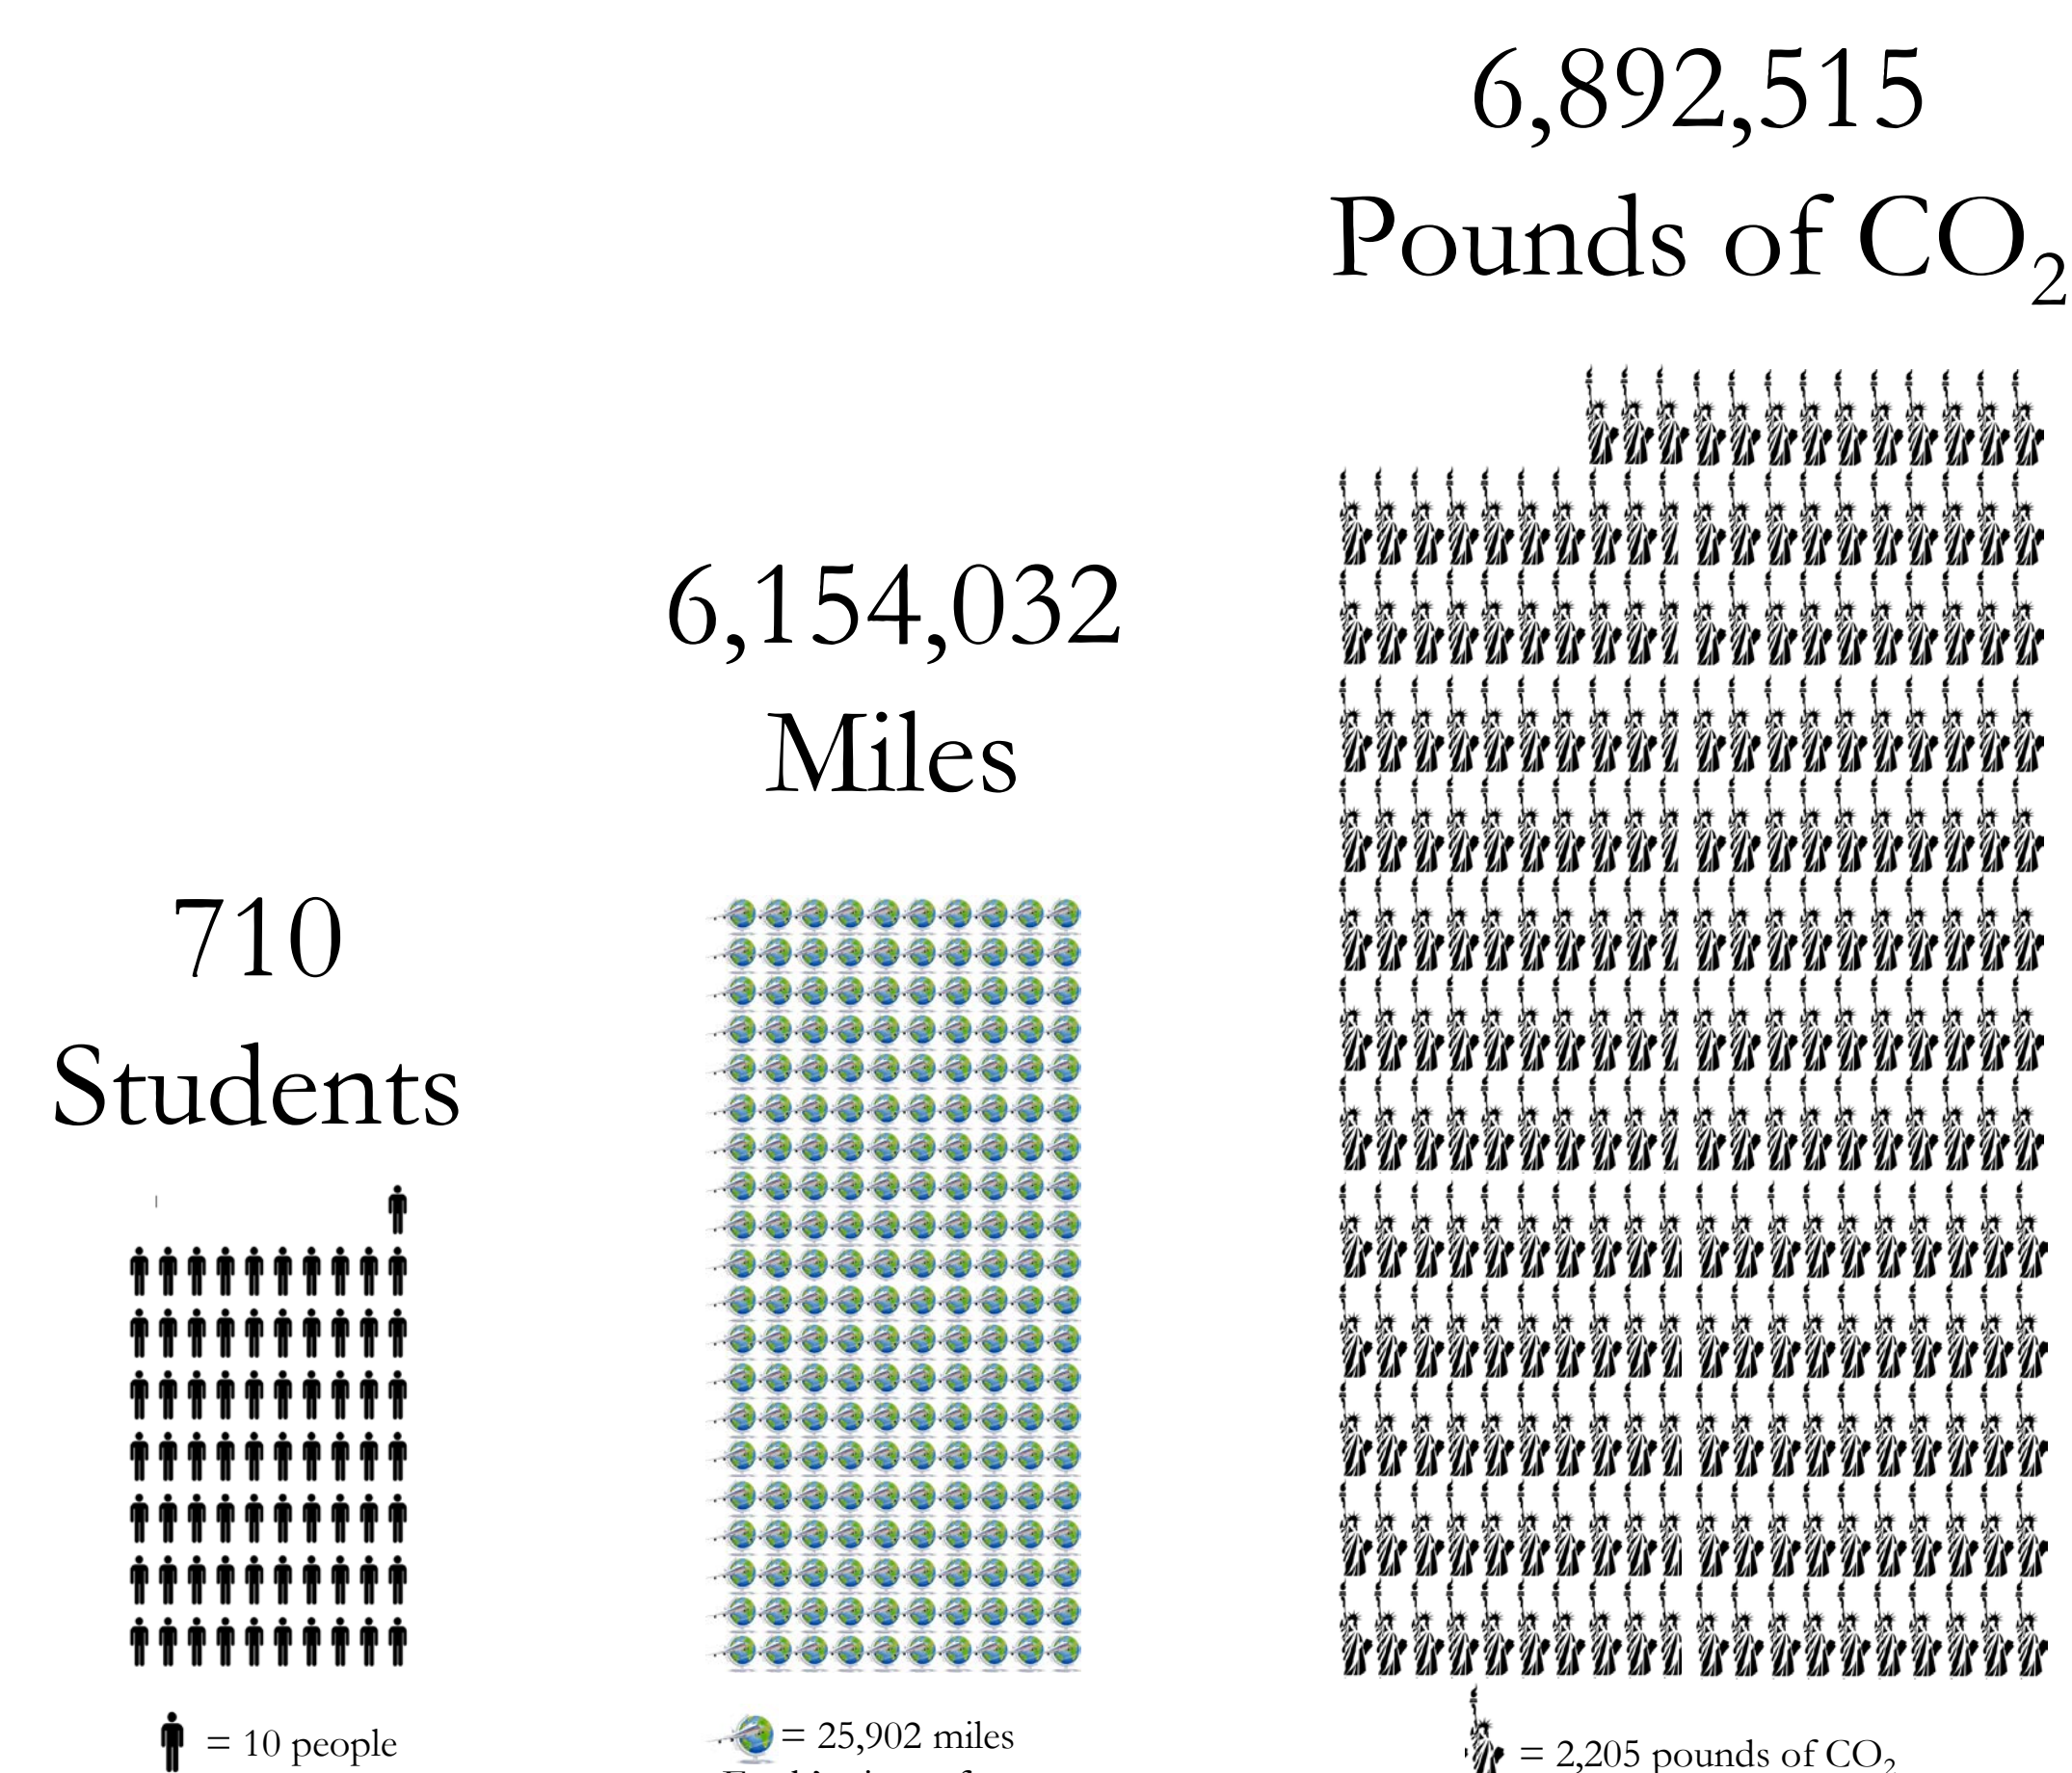 6,892,515
Pounds of CO₂
6,154,032
Miles
710
Students
= 10 people
= 25,902 miles
= 2,205 pounds of CO₂